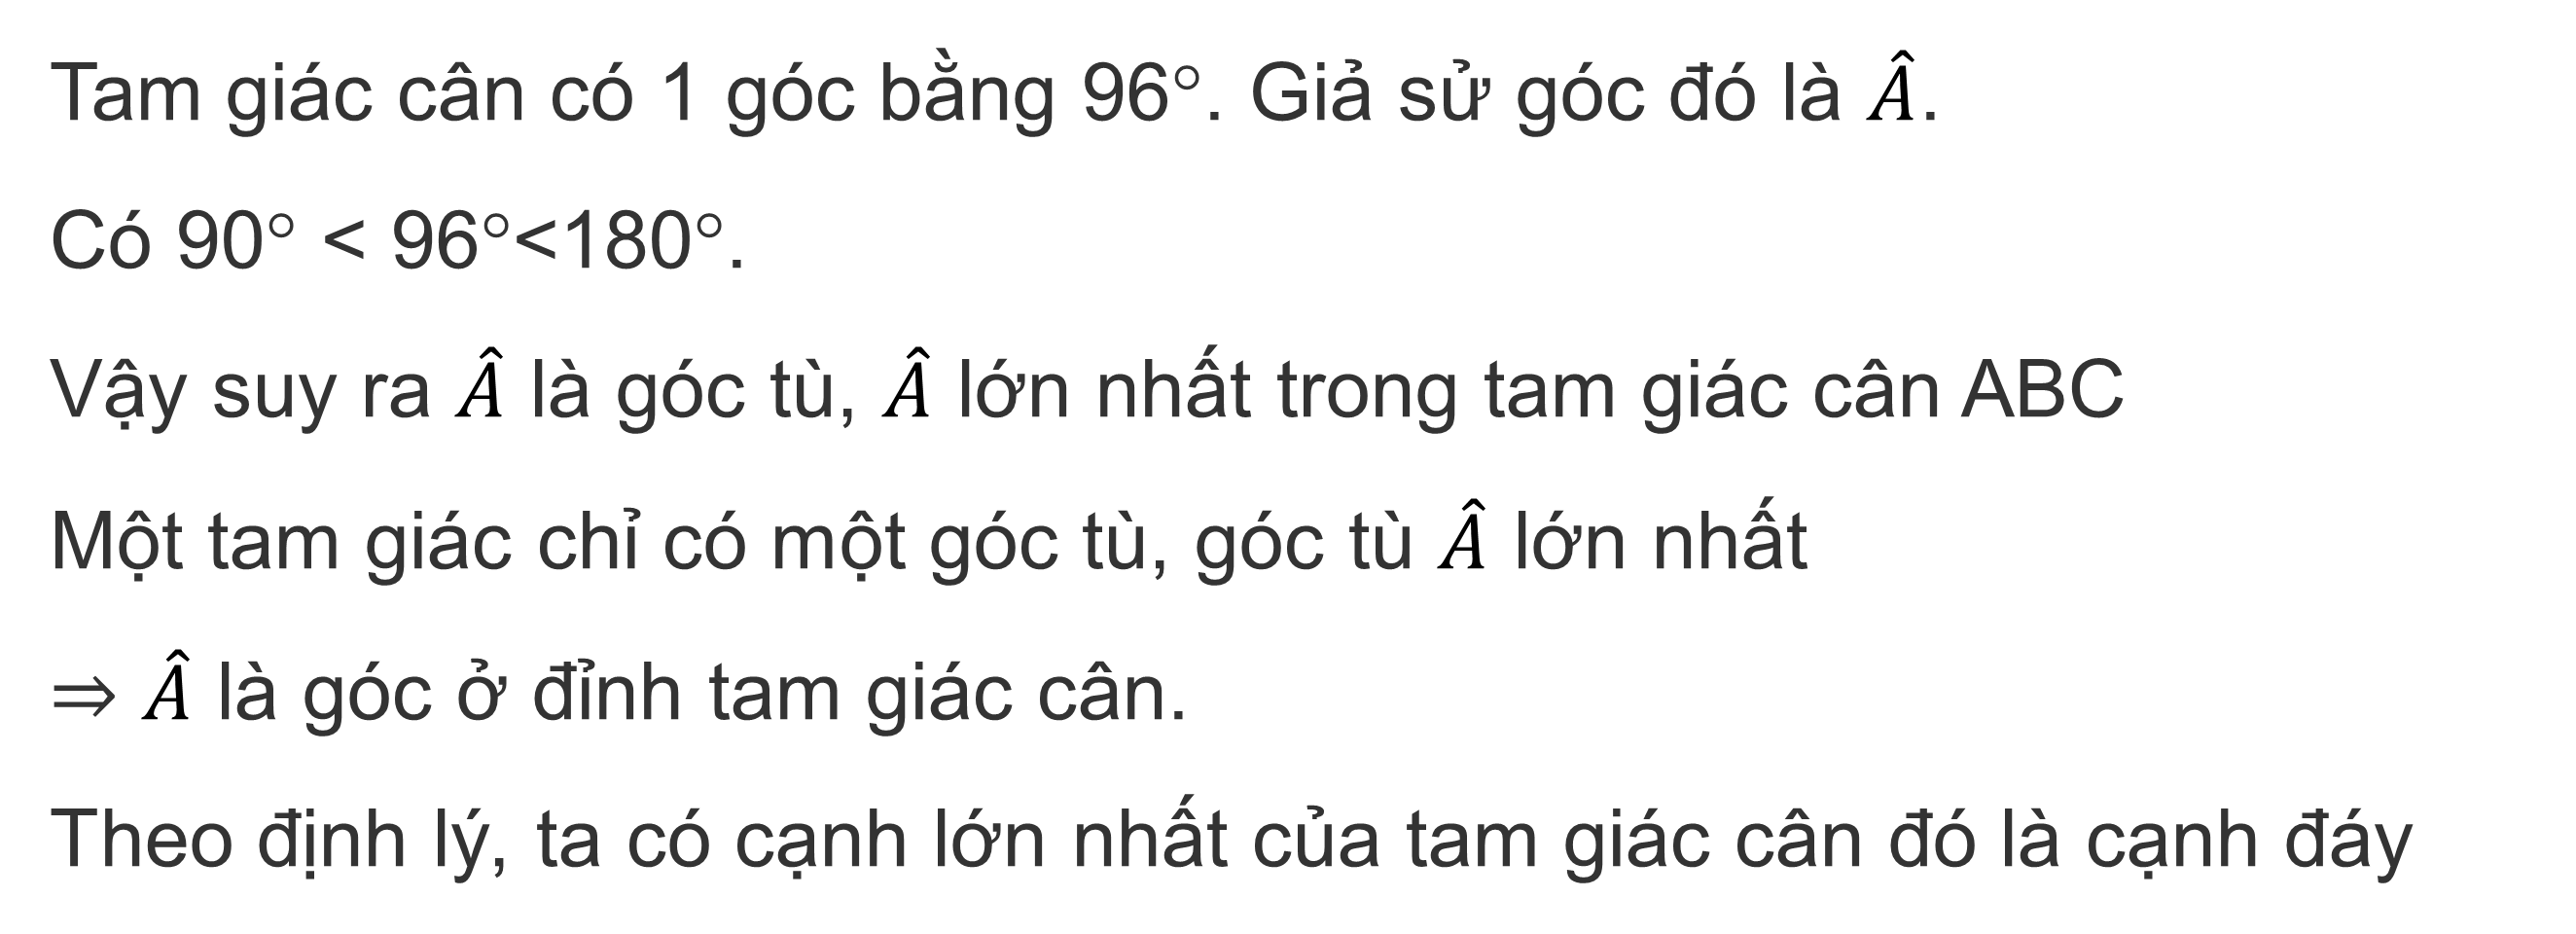 Tam giác cân có 1 góc bằng 96°. Giả sử góc đó là Â.
Có 90° < 96°<180°.
Vậy suy ra Â là góc tù, Â lớn nhất trong tam giác cân ABC
Một tam giác chỉ có một góc tù, góc tù Â lớn nhất
⇒ Â là góc ở đỉnh tam giác cân.
Theo định lý, ta có cạnh lớn nhất của tam giác cân đó là cạnh đáy